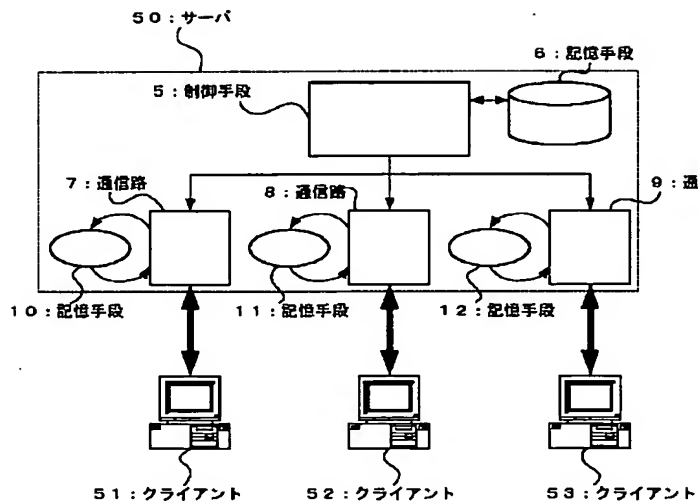 50:サーバ
6:記憶手段
5:制御手段
7:通信路
8:通信路
9:通
10:記憶手段
11:記憶手段
12:記憶手段
51:クライアント
52:クライアント
53:クライアント